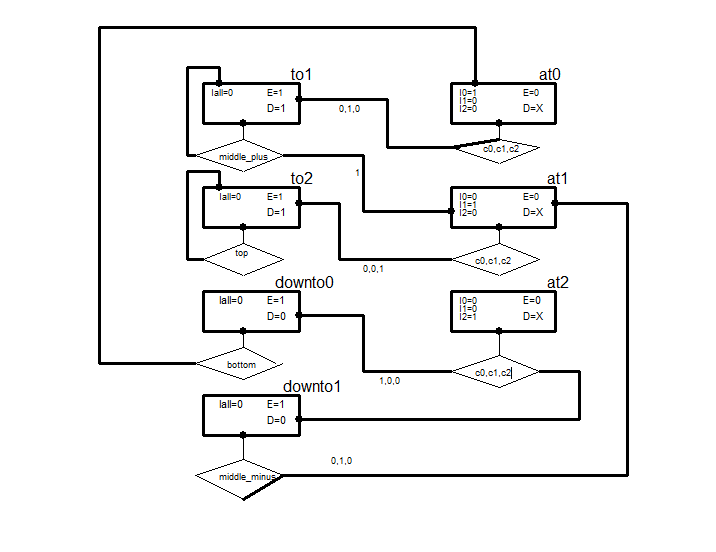 to1
Iall=0 E=1
D=1
middle_plus
at0
I0=1 E=0
I1=0
I2=0 D=X
c0,c1,c2
0,1,0
1
to2
Iall=0 E=1
D=1
top
at1
I0=0 E=0
I1=1
I2=0 D=X
c0,c1,c2
0,0,1
downto0
Iall=0 E=1
D=0
bottom
at2
I0=0 E=0
I1=0
I2=1 D=X
c0,c1,c2
1,0,0
downto1
Iall=0 E=1
D=0
middle_minus
0,1,0